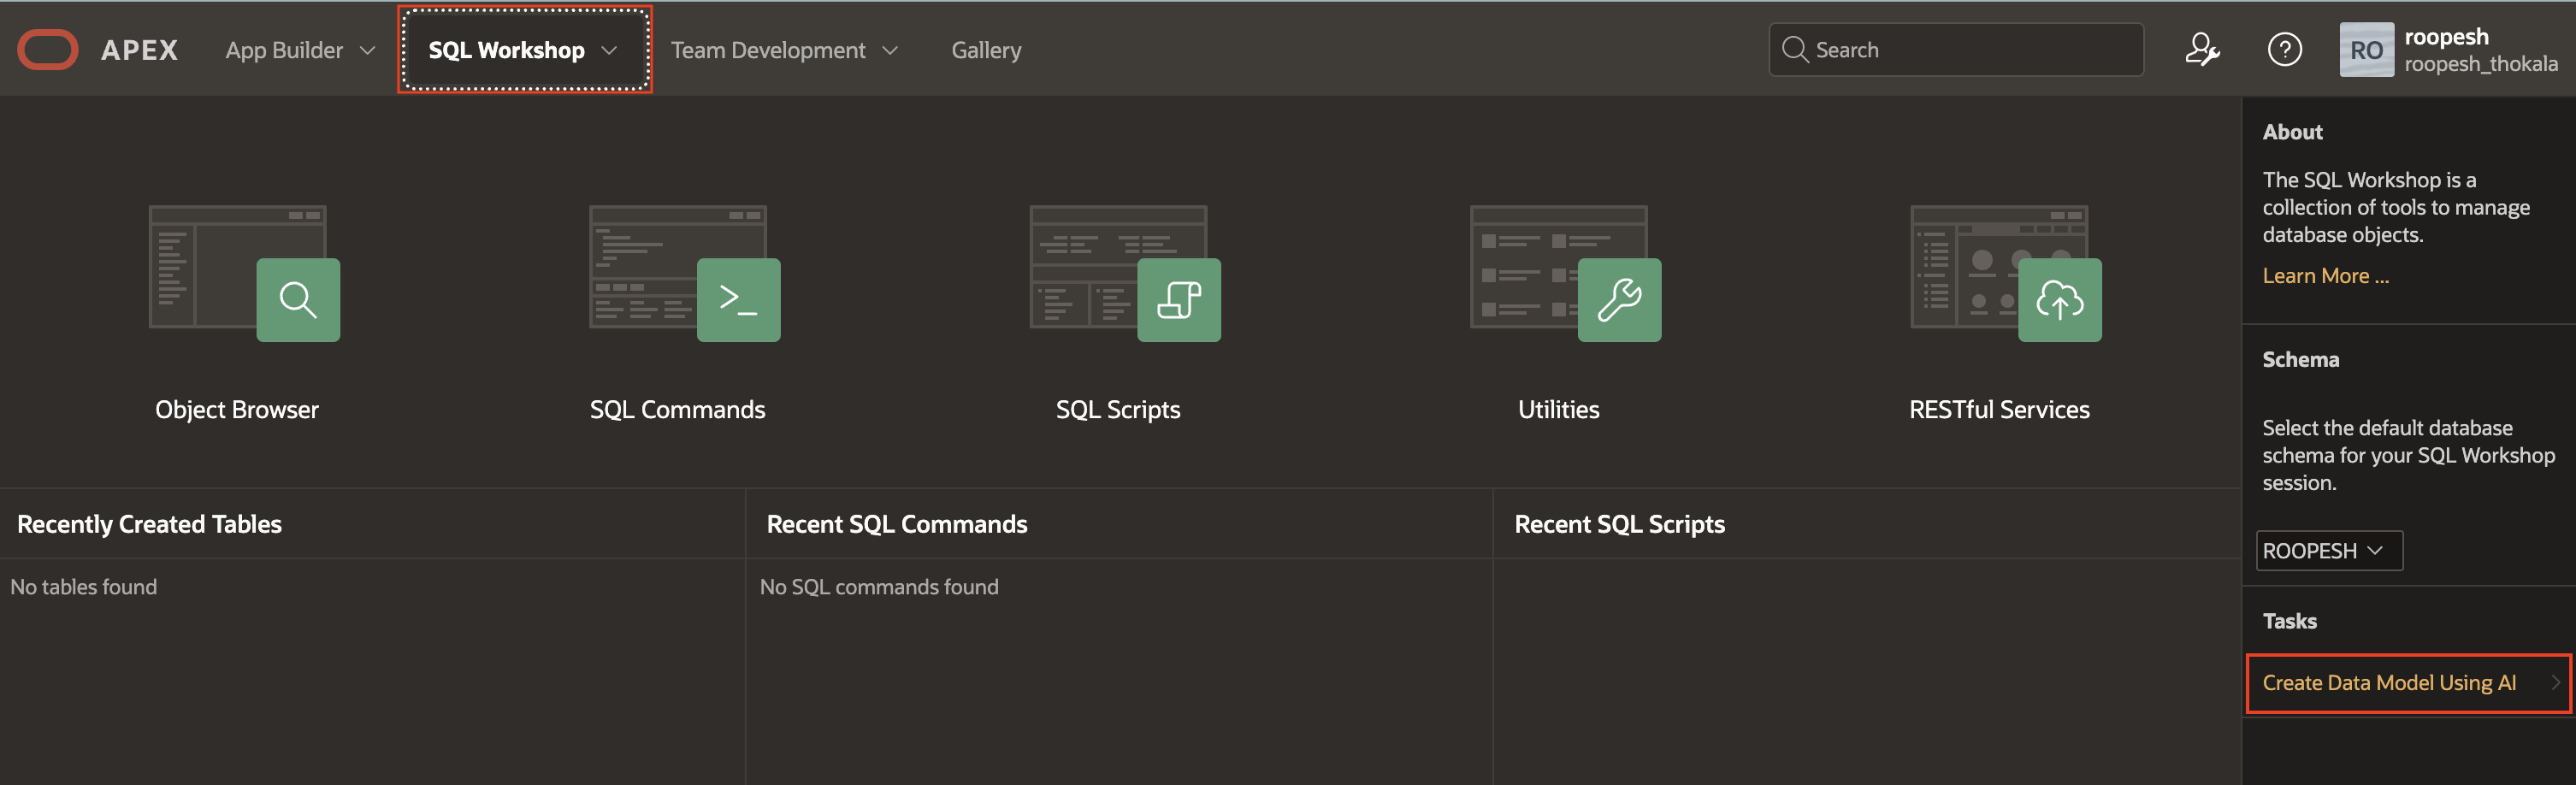 APEX
App Builder
SQL Workshop
Team Development
Gallery
Search
RO
roopesh
roopesh_thokala
Object Browser
SQL Commands
SQL Scripts
Utilities
RESTful Services
Recently Created Tables
No tables found
Recent SQL Commands
No SQL commands found
Recent SQL Scripts
About
The SQL Workshop is a
collection of tools to manage
database objects.
Learn More ...
Schema
Select the default database
schema for your SQL Workshop
session.
ROOPESH
Tasks
Create Data Model Using AI